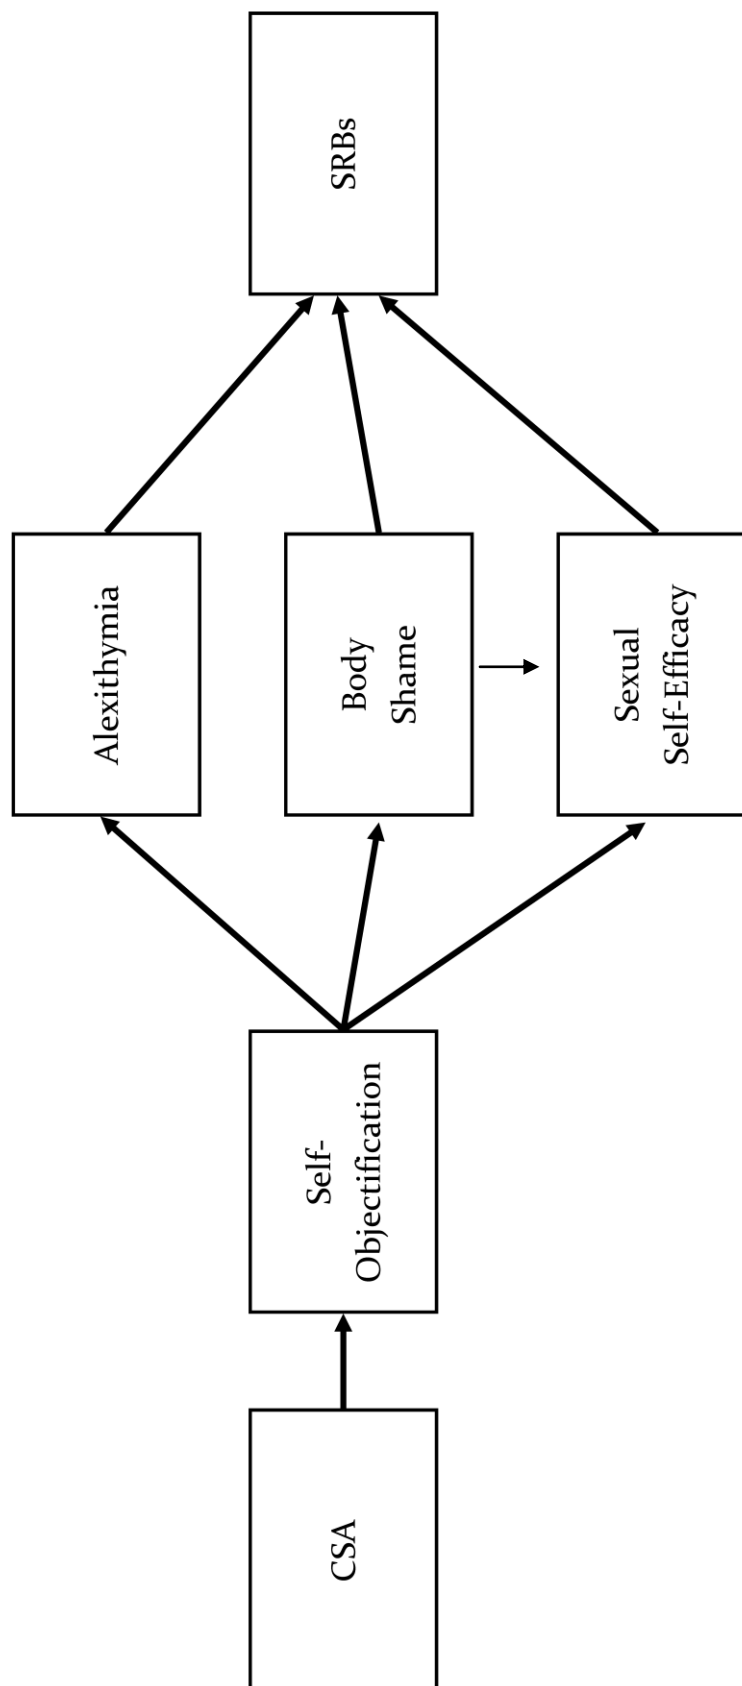 CSA
Self-
Objectification
Alexithymia
Body
Shame
Sexual
Self-Efficacy
SRBs